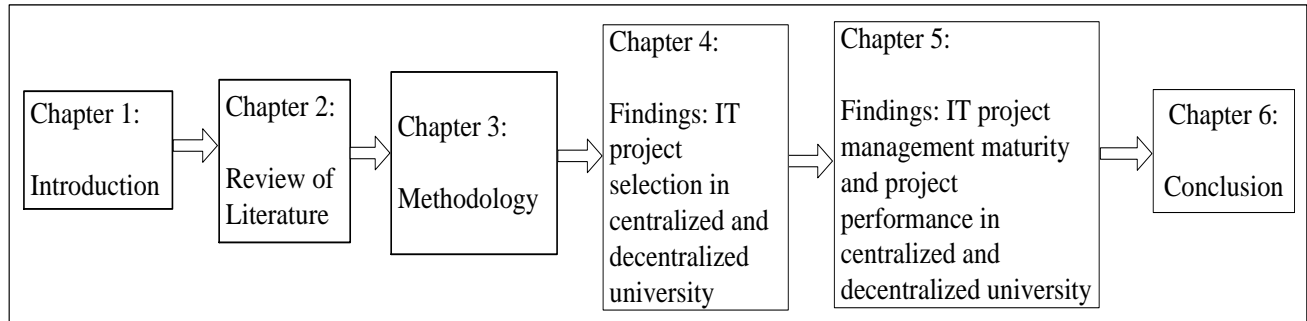 Chapter 1:
Introduction
Chapter 2:
Review of
Literature
Chapter 3:
Methodology
Chapter 4:
Findings: IT
project
selection in
centralized and
decentralized
university
Chapter 5:
Findings: IT project
management maturity
and project
performance in
centralized and
decentralized university
Chapter 6:
Conclusion